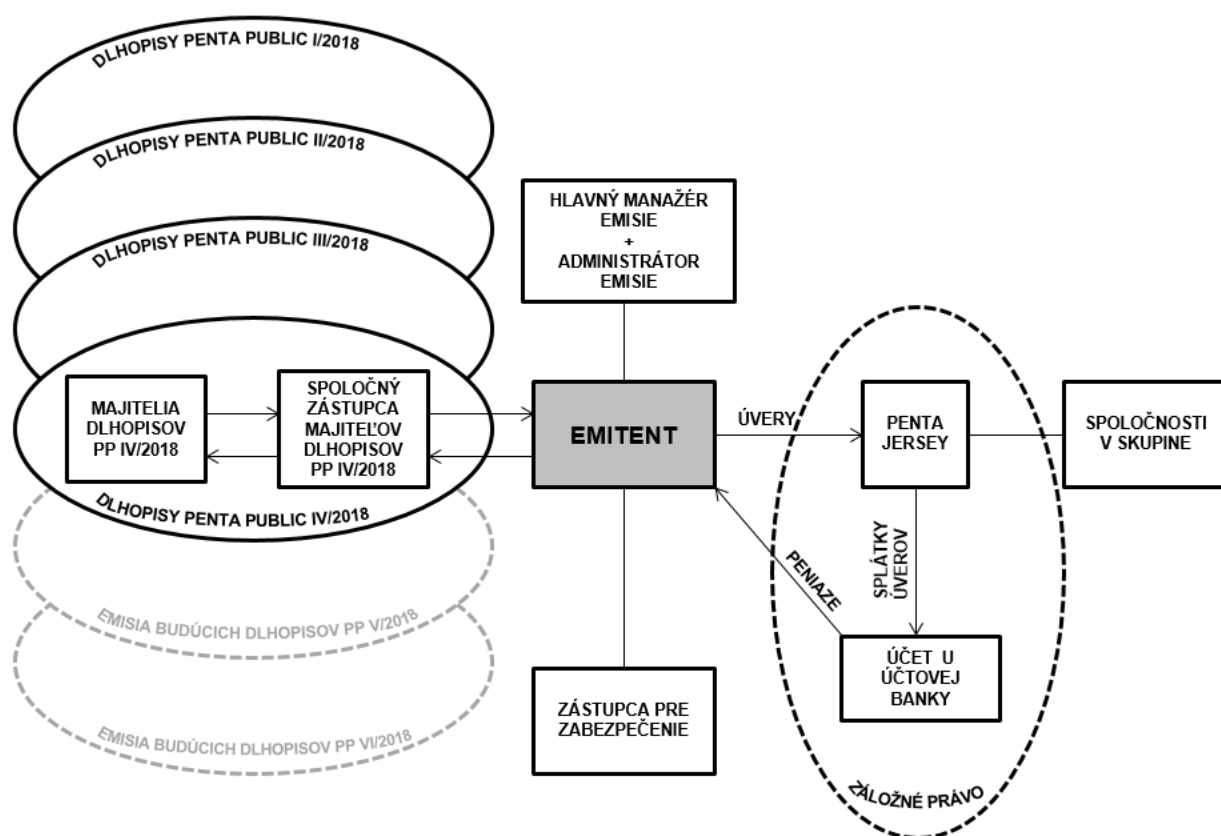 DLHOPISY PENTA PUBLIC I/2018
DLHOPISY PENTA PUBLIC II/2018
DLHOPISY PENTA PUBLIC III/2018
HLAVNÝ MANAŽÉR
EMISIE
+
ADMINISTRÁTOR
EMISIE
MAJITELIA
DLHOPISOV
PP IV/2018
SPOLOČNÝ
ZÁSTUPCA
MAJITEĽOV
DLHOPISOV
PP IV/2018
EMITENT
ÚVERY
PENTA
JERSEY
SPOLOČNOSTI
V SKUPINE
DLHOPISY PENTA PUBLIC IV/2018
PENIAZE
SPLÁTKY
ÚVEROV
EMISIA BUDÚCICH DLHOPISOV PP V/2018
ÚČET U
ÚČTOVEJ
BANKY
ZÁSTUPCA PRE
ZABEZPEČENIE
EMISIA BUDÚCICH DLHOPISOV PP VI/2018
ZÁLOŽNÉ PRÁVO